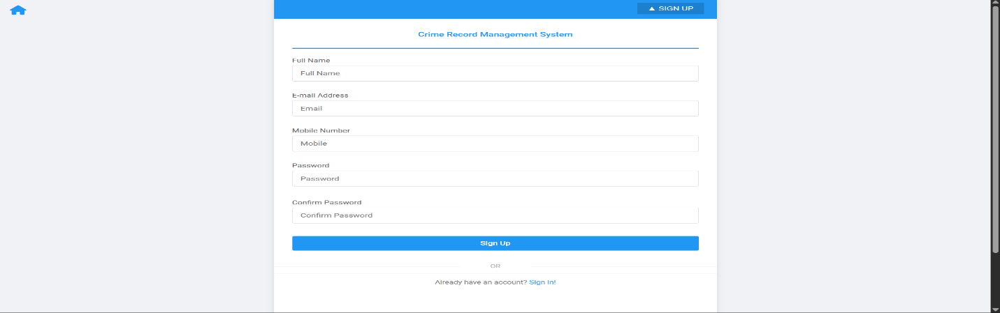 SIGN UP
Crime Record Management System
Full Name
Full Name
E-mail Address
Email
Mobile Number
Mobile
Password
Password
Confirm Password
Confirm Password
Sign Up
OR
Already have an account? Sign In!